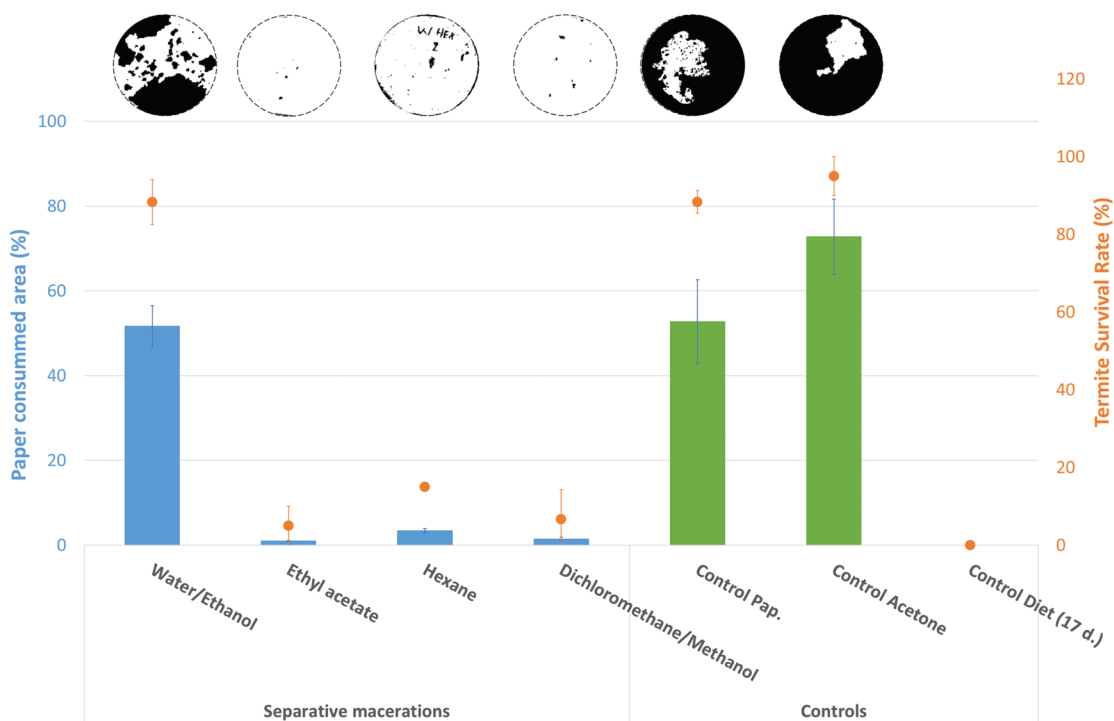 W/ HEX
120
100
100
80
80
60
60
40
40
20
20
0
0
Paper consummed area (%)
Termite Survival Rate (%)
Water/Ethanol
Ethyl acetate
Hexane
Dichloromethane/Methanol
Control Pap.
Control Acetone
Control Diet (17 d.)
Separative macerations
Controls